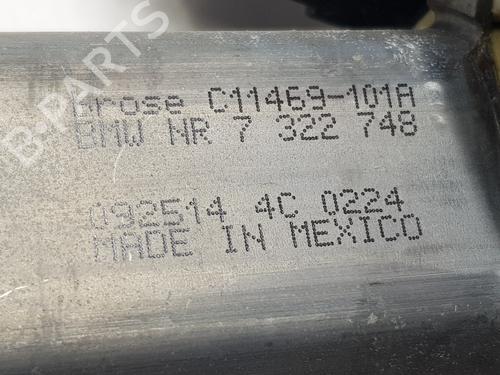 B-PARTS
Brose C11469-101A
BMW NR 7 322 748
092514 4C 0224
MADE IN MEXICO